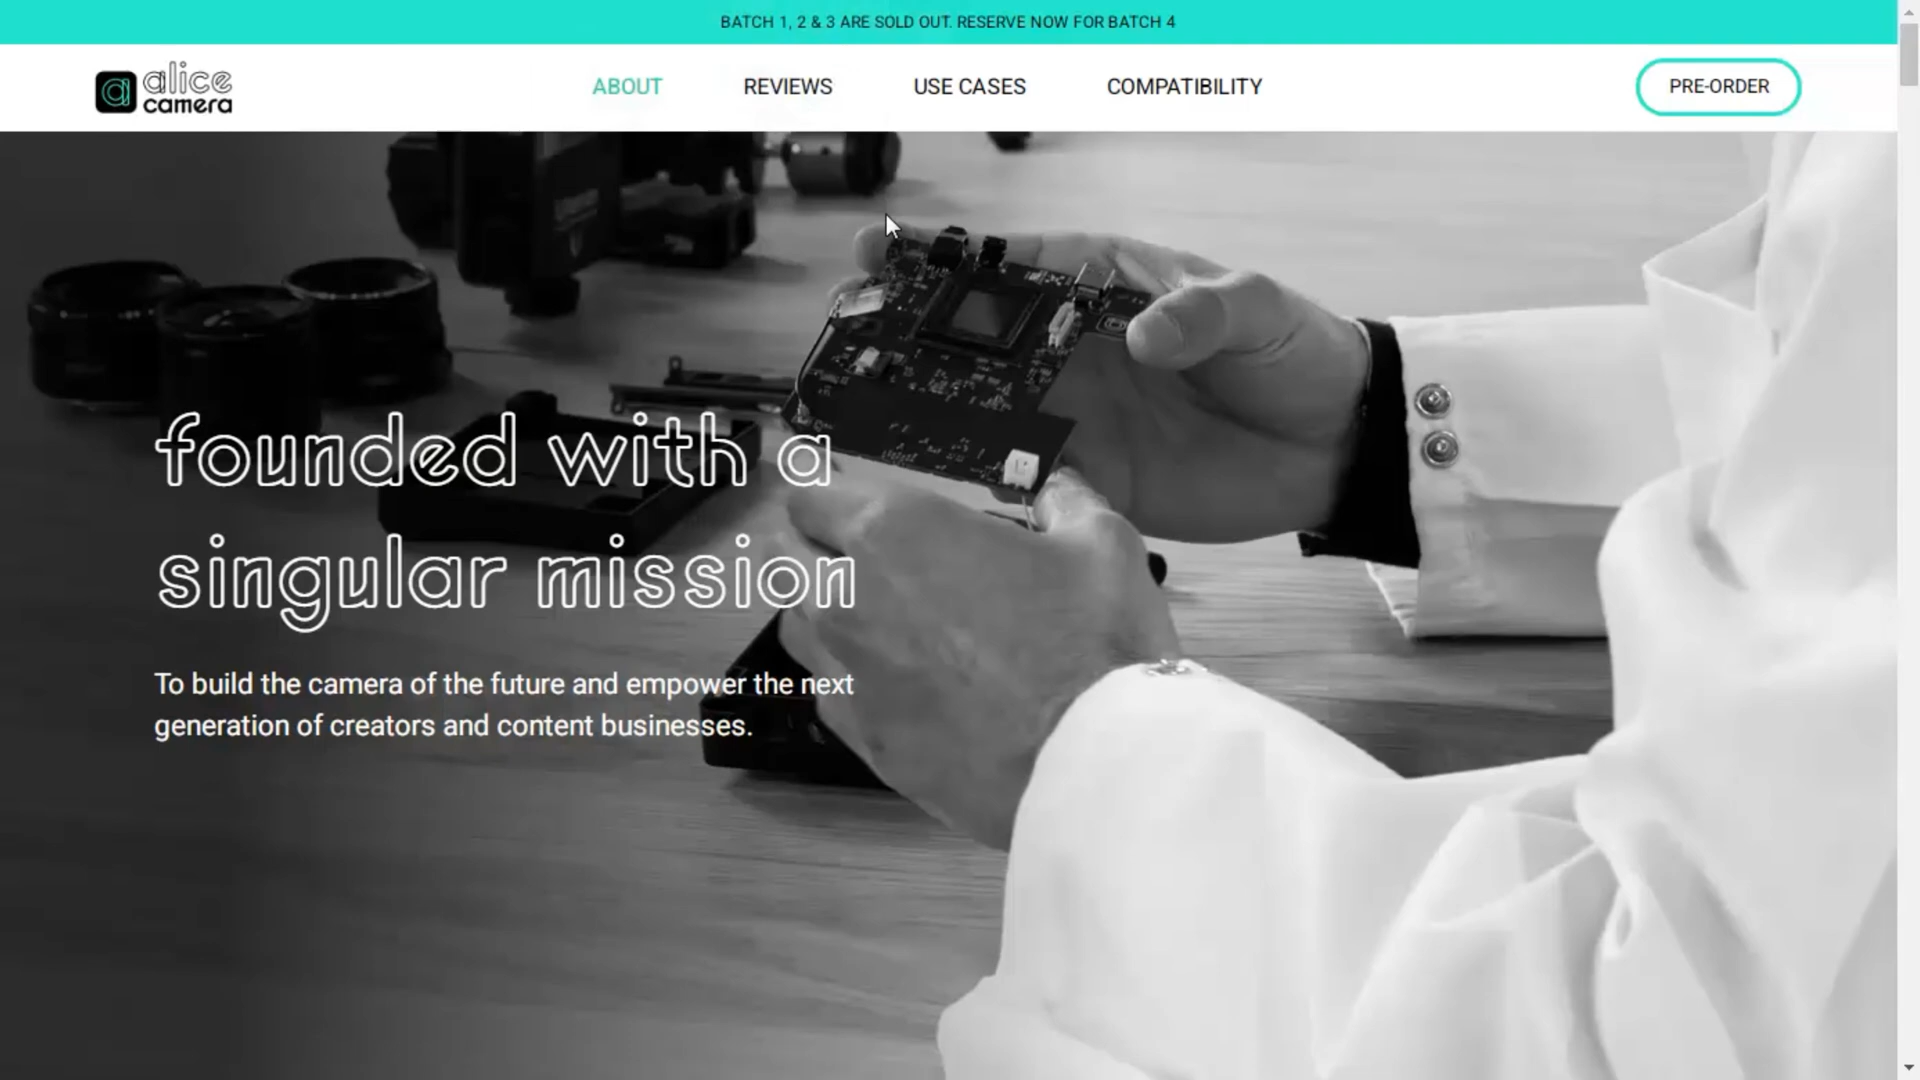 BATCH 1, 2 & 3 ARE SOLD OUT. RESERVE NOW FOR BATCH 4
alice
camera
ABOUT
REVIEWS
USE CASES
COMPATIBILITY
PRE-ORDER
founded with a
singular mission
To build the camera of the future and empower the next
generation of creators and content businesses.